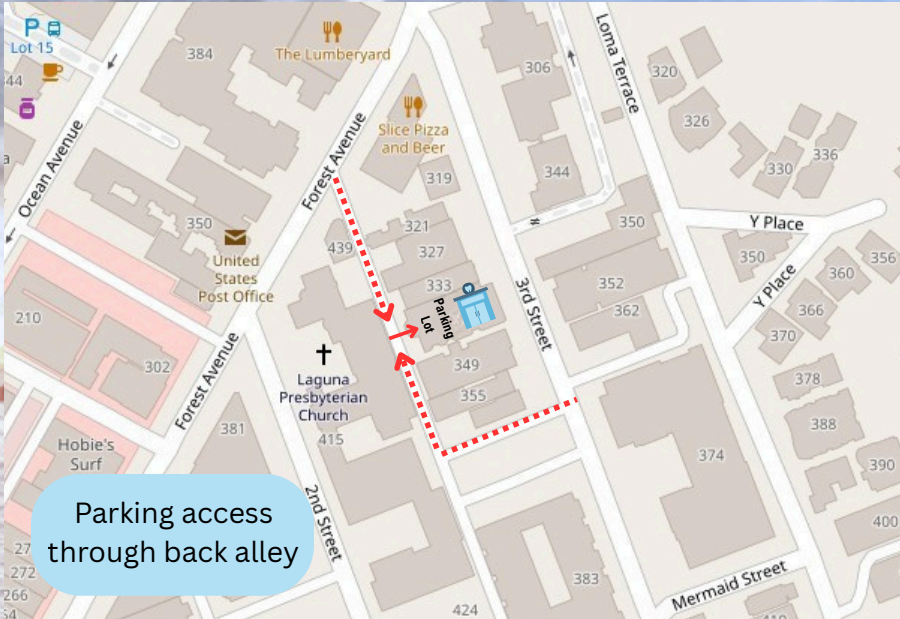 P
Lot 15
344
384
The Lumberyard
306
Loma Terrace
320
326
330
336
Ocean Avenue
Forest Avenue
Slice Pizza
and Beer
319
344
350
321
350
439
327
United
States
Post Office
333
Y Place
350
356
360
Y Place
366
370
352
362
3rd Street
Parking
Lot
210
302
Forest Avenue
Laguna
Presbyterian
Church
349
355
378
388
381
415
Hobie's
Surf
374
390
400
Parking access
through back alley
2nd Street
272
266
383
424
Mermaid Street